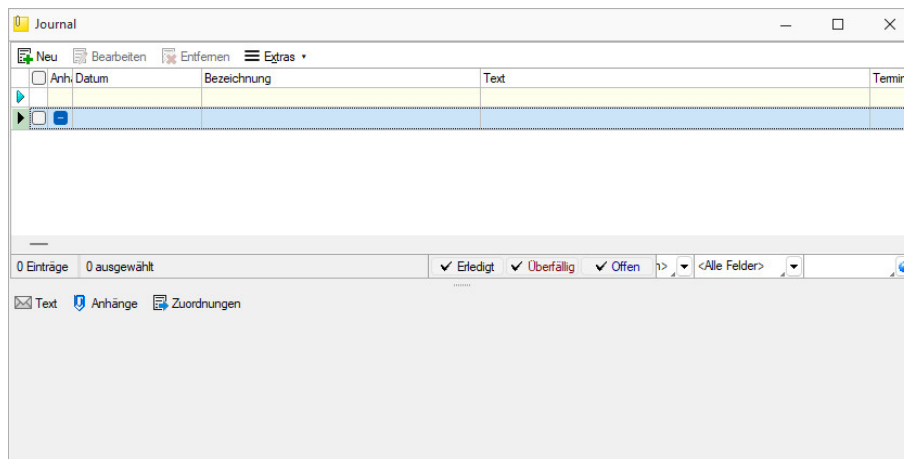 Journal
Neu Bearbeiten Entfernen Extras
Anhä Datum Bezeichnung Text Termin
0 Einträge 0 ausgewählt Erledigt Überfällig Offen n> <Alle Felder>
Text Anhänge Zuordnungen